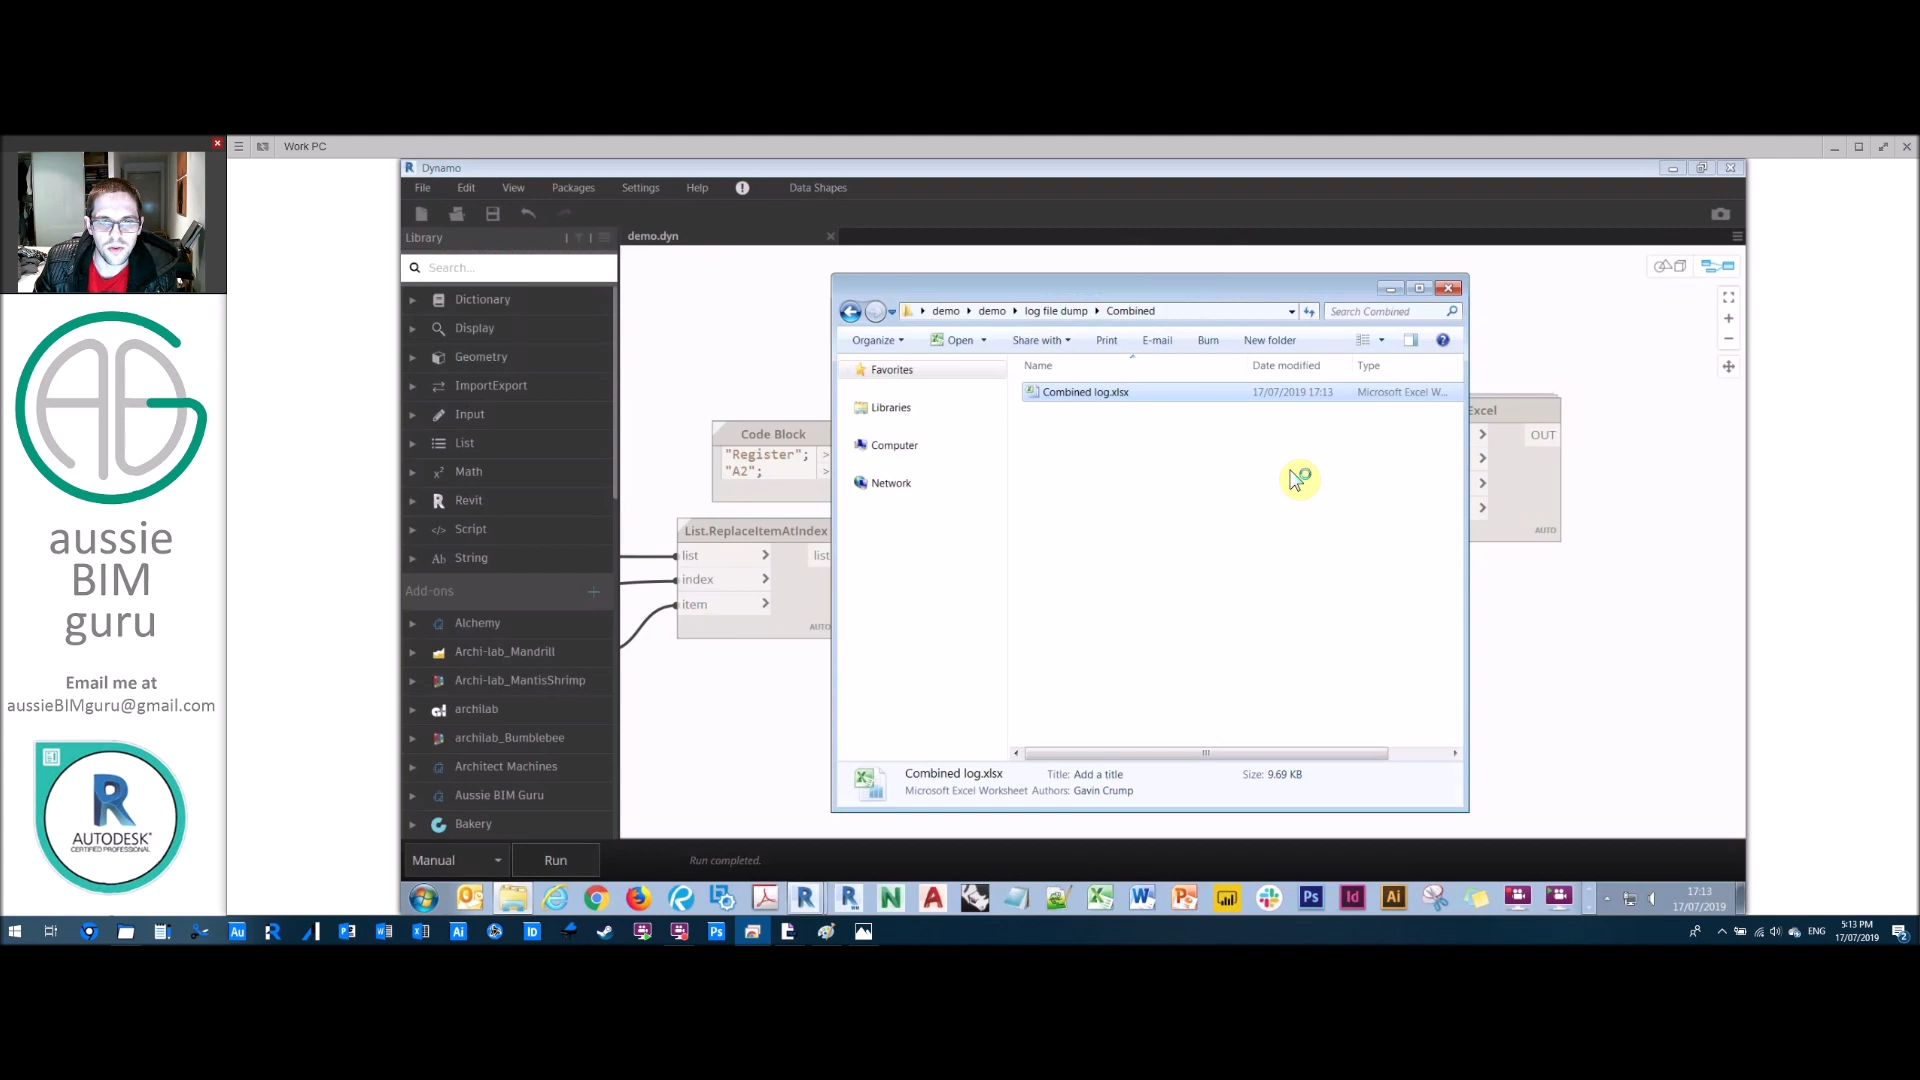 Work PC
Dynamo
File Edit View Packages Settings Help Data Shapes
Library
demo.dyn
Search...
Dictionary
Display
Geometry
ImportExport
Input
List
Math
Revit
Script
String
Add-ons
Alchemy
Archi-lab_Mandrill
Archi-lab_MantisShrimp
archilab
archilab_Bumblebee
Architect Machines
Aussie BIM Guru
Bakery
Manual
Run
Run completed.
Code Block
"Register";
"A2";
List.ReplaceItemAtIndex
list
list
index
item
AUTO
Excel
OUT
AUTO
demo demo log file dump Combined
Search Combined
Organize Open Share with Print E-mail Burn New folder
Name Date modified Type
Favorites
Libraries
Computer
Network
Combined log.xlsx 17/07/2019 17:13 Microsoft Excel W...
Combined log.xlsx Title: Add a title Size: 9.69 KB
Microsoft Excel Worksheet Authors: Gavin Crump
aussie
BIM
guru
Email me at
aussieBIMguru@gmail.com
R
AUTODESK
CERTIFIED PROFESSIONAL
17:13
17/07/2019
ENG
5:13 PM
17/07/2019